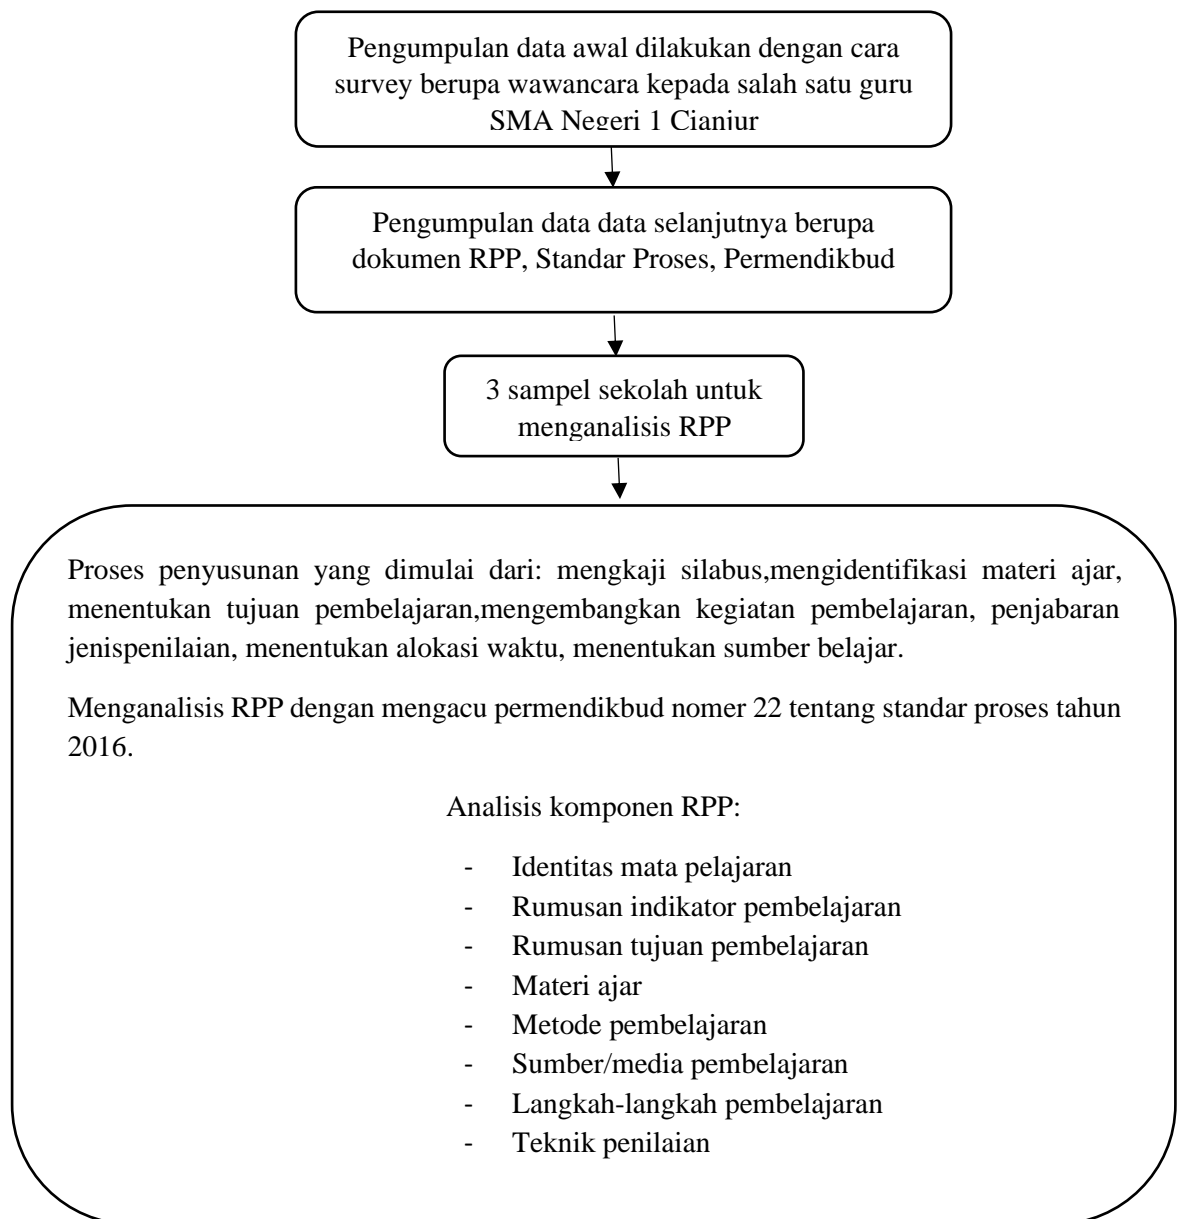 Pengumpulan data awal dilakukan dengan cara
survey berupa wawancara kepada salah satu guru
SMA Negeri 1 Cianjur
Pengumpulan data data selanjutnya berupa
dokumen RPP, Standar Proses, Permendikbud
3 sampel sekolah untuk
menganalisis RPP
Proses penyusunan yang dimulai dari: mengkaji silabus,mengidentifikasi materi ajar,
menentukan tujuan pembelajaran,mengembangkan kegiatan pembelajaran, penjabaran
jenispenilaian, menentukan alokasi waktu, menentukan sumber belajar.
Menganalisis RPP dengan mengacu permendikbud nomer 22 tentang standar proses tahun
2016.
Analisis komponen RPP:
- Identitas mata pelajaran
- Rumusan indikator pembelajaran
- Rumusan tujuan pembelajaran
- Materi ajar
- Metode pembelajaran
- Sumber/media pembelajaran
- Langkah-langkah pembelajaran
- Teknik penilaian